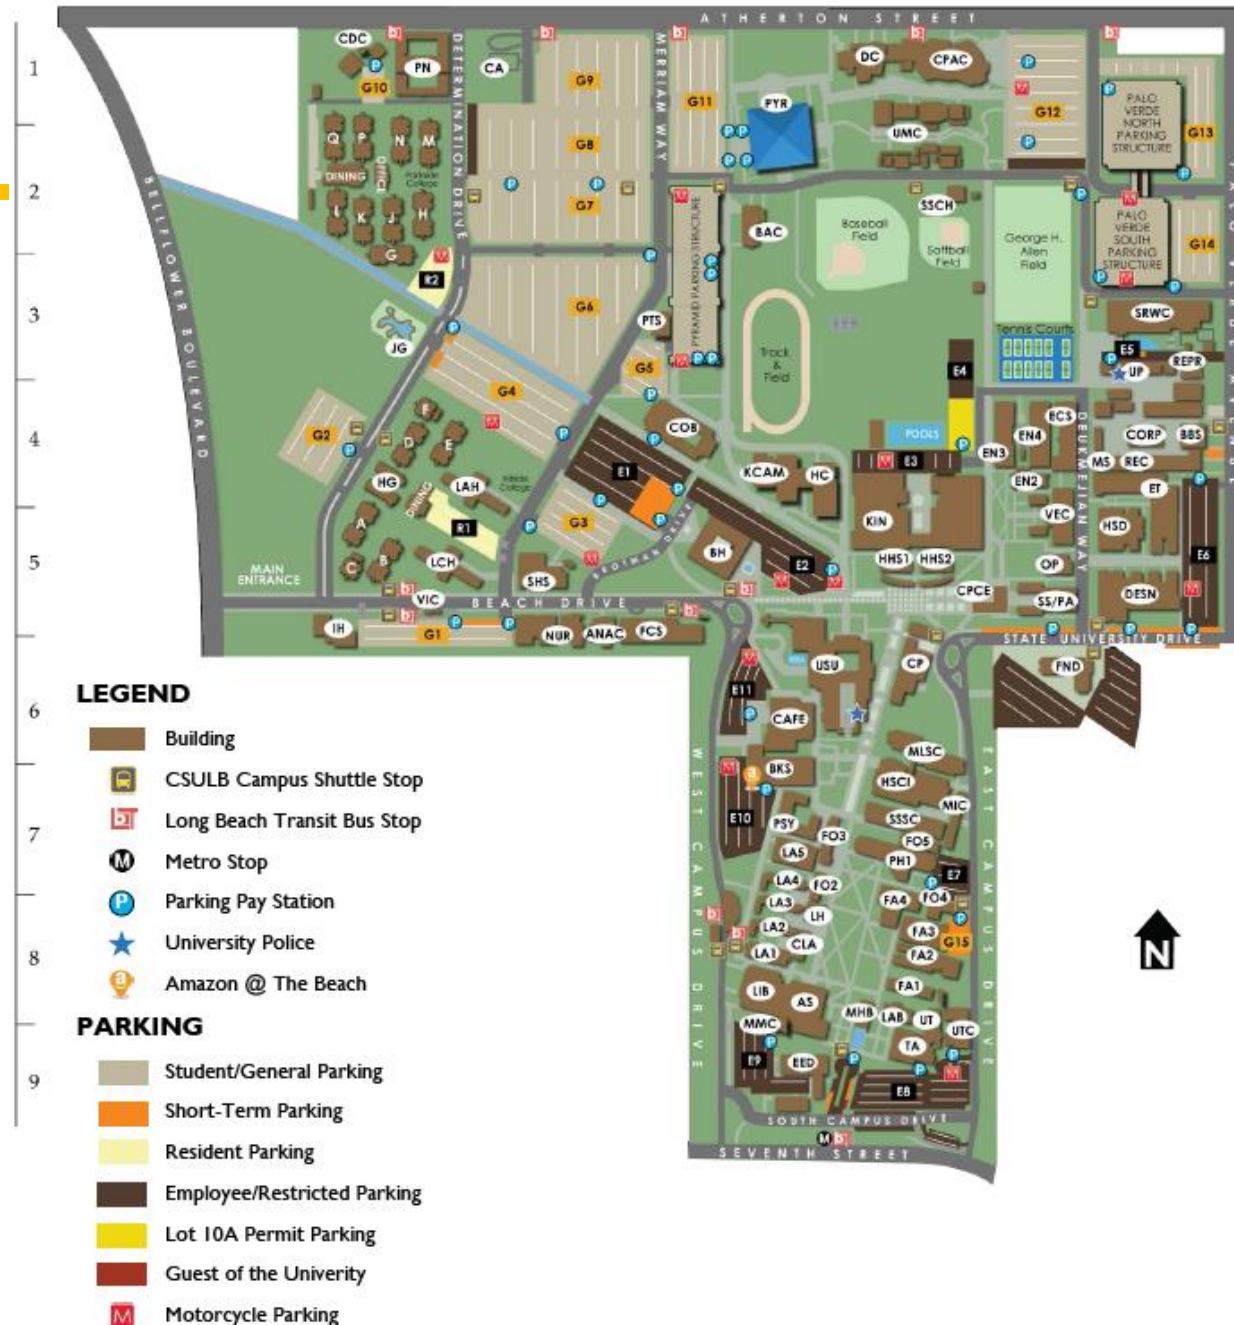 ATHERTON STREET
CDC
PN
CA
G10
G9
G11
PYR
DC
CPAC
UMC
G12
PALO
VERDE
NORTH
PARKING
STRUCTURE
G13
1
DETERMINATION DRIVE
MERRIAM WAY
Q
P
N
M
G8
DINING
OFFICE
Parkside
College
I
K
J
H
G
G7
2
BELLFLOWER BOULEVARD
PYRAMID PARKING STRUCTURE
BAC
Baseball
Field
SSCH
Softball
Field
George H.
Allen
Field
PALO
VERDE
SOUTH
PARKING
STRUCTURE
G14
R2
G6
3
JG
PTS
Track
&
Field
Tennis Courts
SRWC
E5
UP
REPR
G5
G4
E4
G2
F
D
E
4
COB
POOLS
ECS
EN4
EN3
DEUKMEJIAN WAY
CORP
BBS
MS
REC
E1
KCAM
HC
E3
HG
LAH
Hillside
College
DINING
EN2
ET
A
R1
G3
BROTMAN DRIVE
KIN
VEC
HSD
5
MAIN
ENTRANCE
C
B
LCH
SHS
BH
E2
HHS1
HHS2
OP
E6
CPCE
SS/PA
DESN
VIC
BEACH DRIVE
IH
G1
NUR
ANAC
FCS
STATE UNIVERSITY DRIVE
USU
CP
FND
6
E11
CAFE
WEST CAMPUS DRIVE
EAST CAMPUS DRIVE
MLSC
BKS
HSCI
MIC
E10
PSY
FO3
SSSC
FO5
7
LA5
PH1
E7
LA4
FO2
LA3
FA4
FO4
LH
LA2
FA3
G15
8
LA1
CLA
FA2
LIB
AS
FA1
MHB
LAB
UT
MMC
UTC
TA
9
E9
EED
E8
SOUTH CAMPUS DRIVE
M
SEVENTH STREET
N
LEGEND
Building
CSULB Campus Shuttle Stop
Long Beach Transit Bus Stop
Metro Stop
Parking Pay Station
University Police
Amazon @ The Beach
PARKING
Student/General Parking
Short-Term Parking
Resident Parking
Employee/Restricted Parking
Lot 10A Permit Parking
Guest of the Univerity
Motorcycle Parking